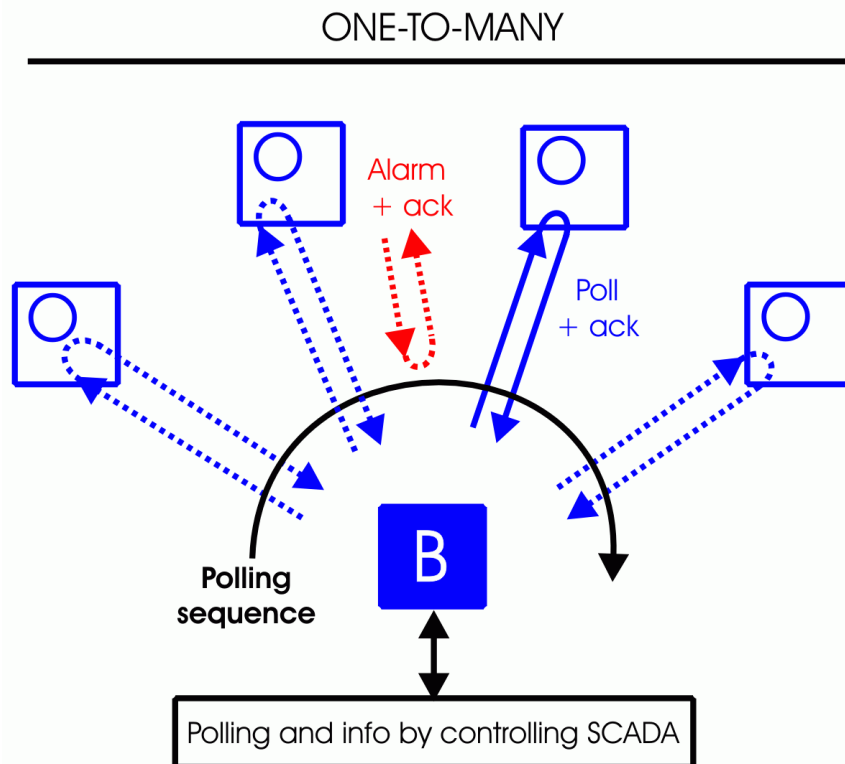 ONE-TO-MANY
Alarm
+ ack
Poll
+ ack
B
Polling
sequence
Polling and info by controlling SCADA